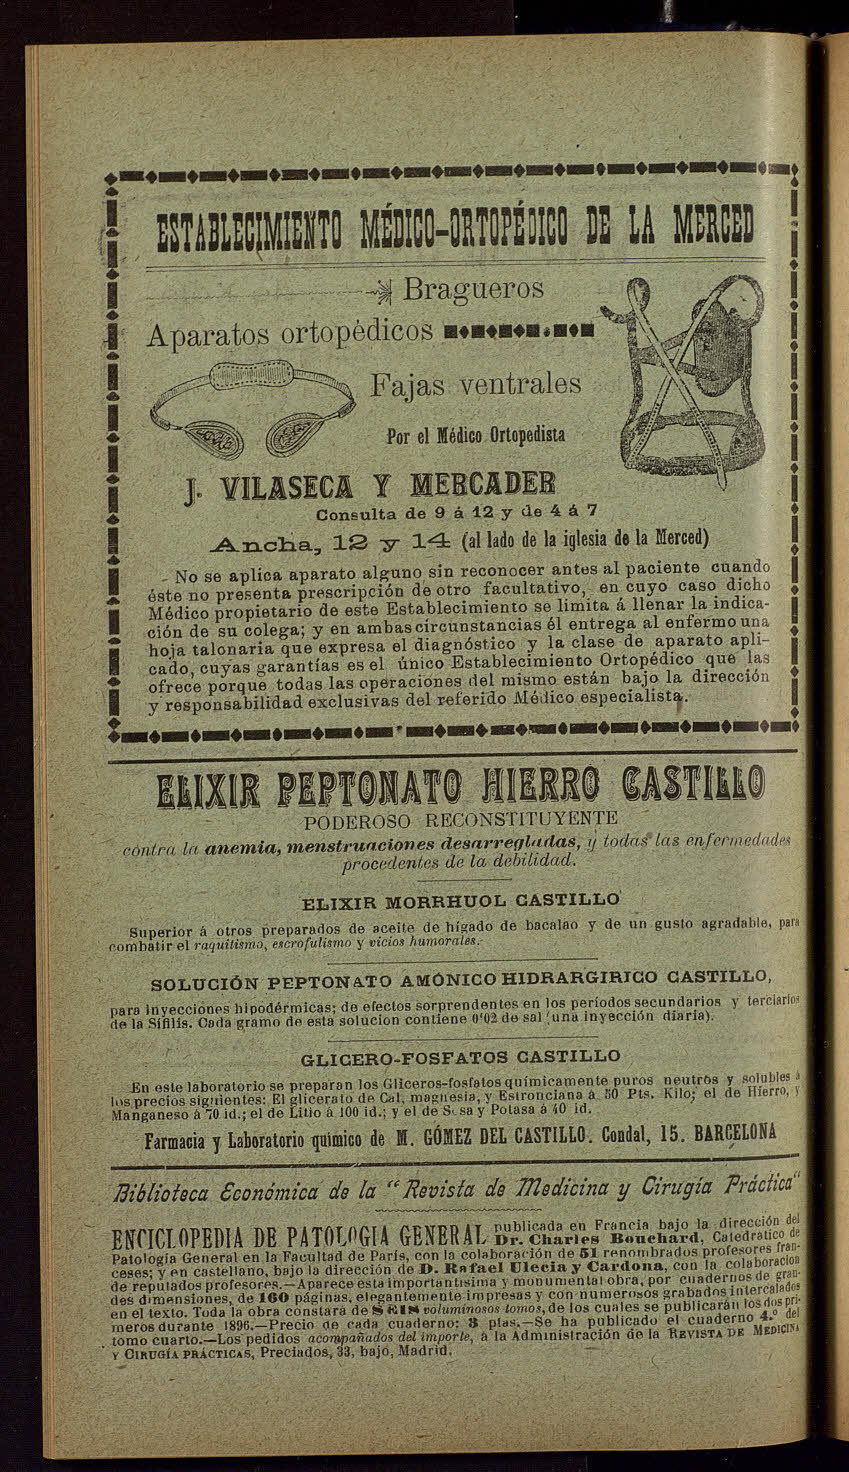 ESTABLECIMIENTO MÉDICO-ORTOPÉDICO DE LA MERCED
Bragueros
Aparatos ortopédicos
Fajas ventrales
Por el Médico Ortopedista
J. VILASECA Y MERCADER
Consulta de 9 á 12 y de 4 á 7
Ancha, 12 y 14 (al lado de la iglesia de la Merced)
No se aplica aparato alguno sin reconocer antes al paciente cuando
éste no presenta prescripción de otro facultativo, en cuyo caso dicho
Médico propietario de este Establecimiento se limita á llenar la indica-
ción de su colega; y en ambas circunstancias él entrega al enfermo una
hoja talonaria que expresa el diagnóstico y la clase de aparato apli-
cado, cuyas garantías es el único Establecimiento Ortopédico que las
ofrece porque todas las operaciones del mismo están bajo la dirección
y responsabilidad exclusivas del referido Médico especialista.
ELIXIR PEPTONATO HIERRO CASTILLO
PODEROSO RECONSTITUYENTE
contra la anemia, menstruaciones desarregladas, y todas las enfermedades
procedentes de la debilidad.
ELIXIR MORRHUOL CASTILLO
Superior á otros preparados de aceite de hígado de bacalao y de un gusto agradable, para
combatir el raquitismo, escrofulismo y vicios humorales.
SOLUCIÓN PEPTONATO AMÓNICO HIDRARGIRICO CASTILLO,
para inyecciones hipodérmicas; de efectos sorprendentes en los periodos secundarios y terciarios
de la Sífilis. Cada gramo de esta solucion contiene 0'02 de sal (una inyección diaria).
GLICERO-FOSFATOS CASTILLO
En este laboratorio se preparan los Gliceros-fosfatos químicamente puros neutros y solubles á
los precios siguientes: El glicerato de Cal, magnesia, y Estronciana á 50 Pts. Kilo; el de Hierro, y
Manganeso á 70 id.; el de Litio á 100 id.; y el de Sosa y Potasa á 40 id.
Farmacia y Laboratorio químico de M. GÓMEZ DEL CASTILLO. Condal, 15. BARCELONA
Biblioteca Económica de la "Revista de Medicina y Cirugía Práctica"
ENCICLOPEDIA DE PATOLOGIA GENERAL publicada en Francia bajo la dirección del
Dr. Charles Bouchard, Catedratico de
Patología General en la Facultad de París, con la colaboración de 51 renombrados profesores fran-
ceses; y en castellano, bajo la dirección de D. Rafael Ulecia y Cardona, con la colaboración
de reputados profesores.—Aparece esta importantísima y monumental obra, por cuadernos de gran-
des dimensiones, de 160 páginas, elegantemente impresas y con numerosos grabados intercalados
en el texto. Toda la obra constará de SEIS voluminosos tomos, de los cuales se publicarán los dos pri-
meros durante 1896.—Precio de cada cuaderno: 3 ptas.—Se ha publicado el cuaderno 4.º del
tomo cuarto.—Los pedidos acompañados del importe, á la Administración de la REVISTA DE MEDICINA
Y CIRUGÍA PRÁCTICAS, Preciados, 33, bajo, Madrid.